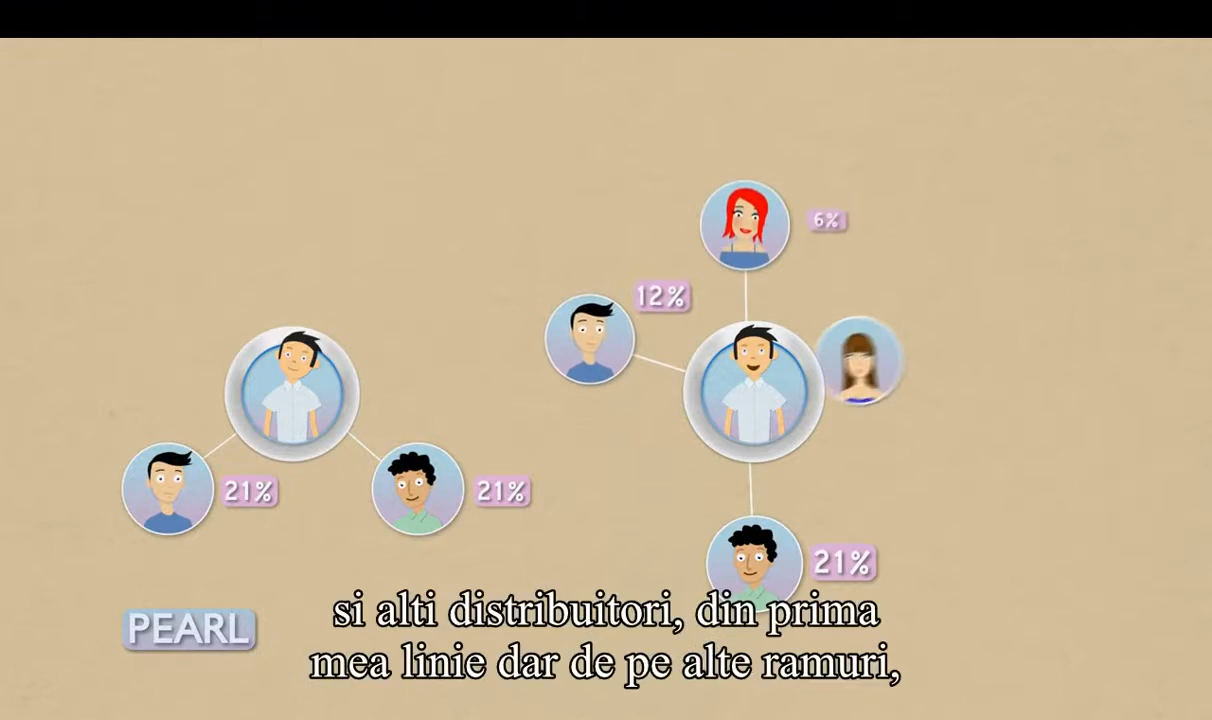 6%
12%
21%
21%
21%
PEARL
si alti distribuitori, din prima
mea linie dar de pe alte ramuri,